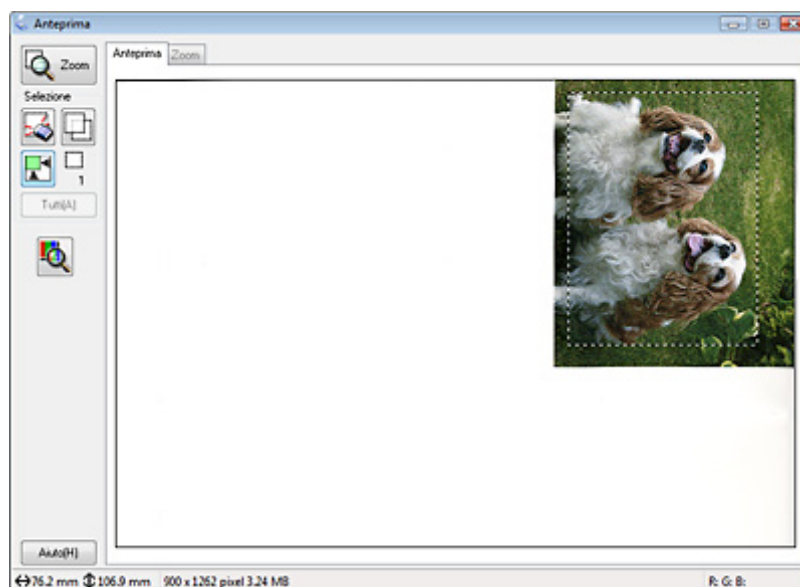 Anteprima
Zoom
Anteprima Zoom
Selezione
1
Tutti(A)
Aiuto(H)
76.2 mm 106.9 mm 900 x 1262 pixel 3.24 MB R: G: B: